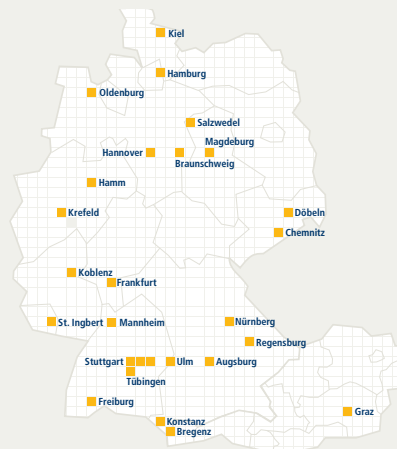 Kiel
Hamburg
Oldenburg
Salzwedel
Magdeburg
Hannover
Braunschweig
Hamm
Krefeld
Döbeln
Chemnitz
Koblenz
Frankfurt
St. Ingbert
Mannheim
Nürnberg
Regensburg
Stuttgart
Ulm
Augsburg
Tübingen
Freiburg
Graz
Konstanz
Bregenz